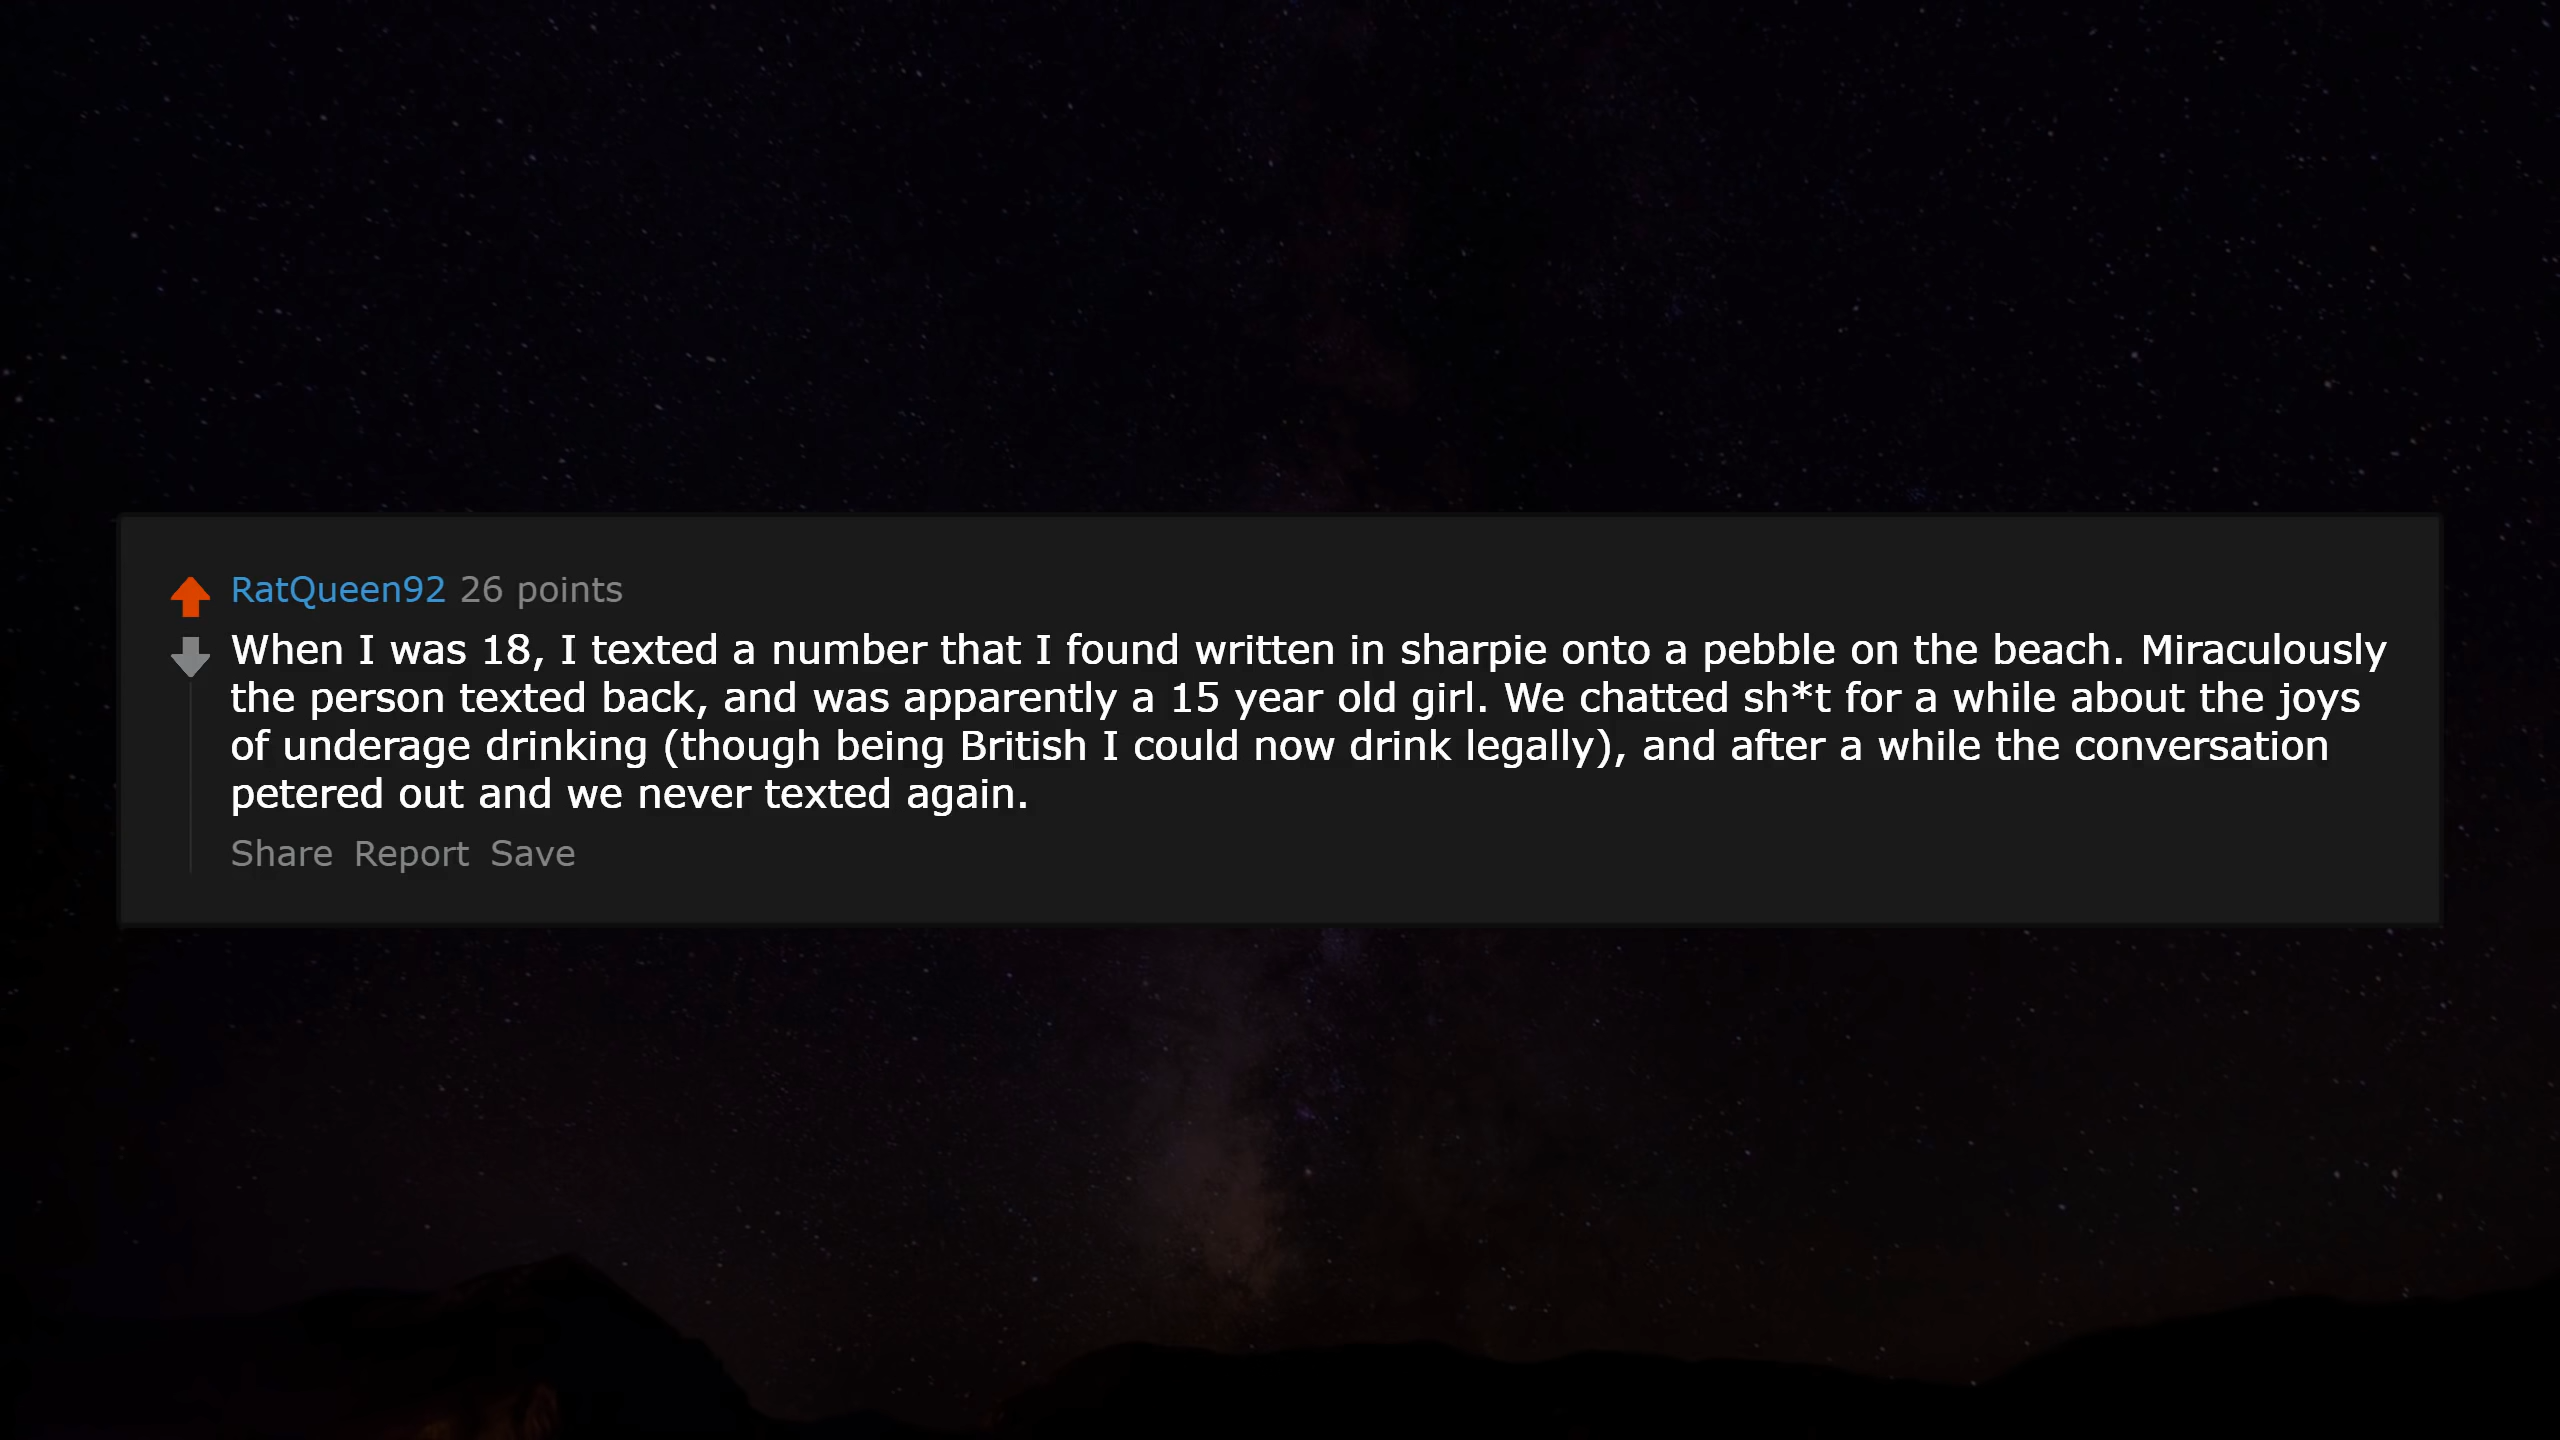 RatQueen92 26 points
When I was 18, I texted a number that I found written in sharpie onto a pebble on the beach. Miraculously
the person texted back, and was apparently a 15 year old girl. We chatted sh*t for a while about the joys
of underage drinking (though being British I could now drink legally), and after a while the conversation
petered out and we never texted again.
Share Report Save